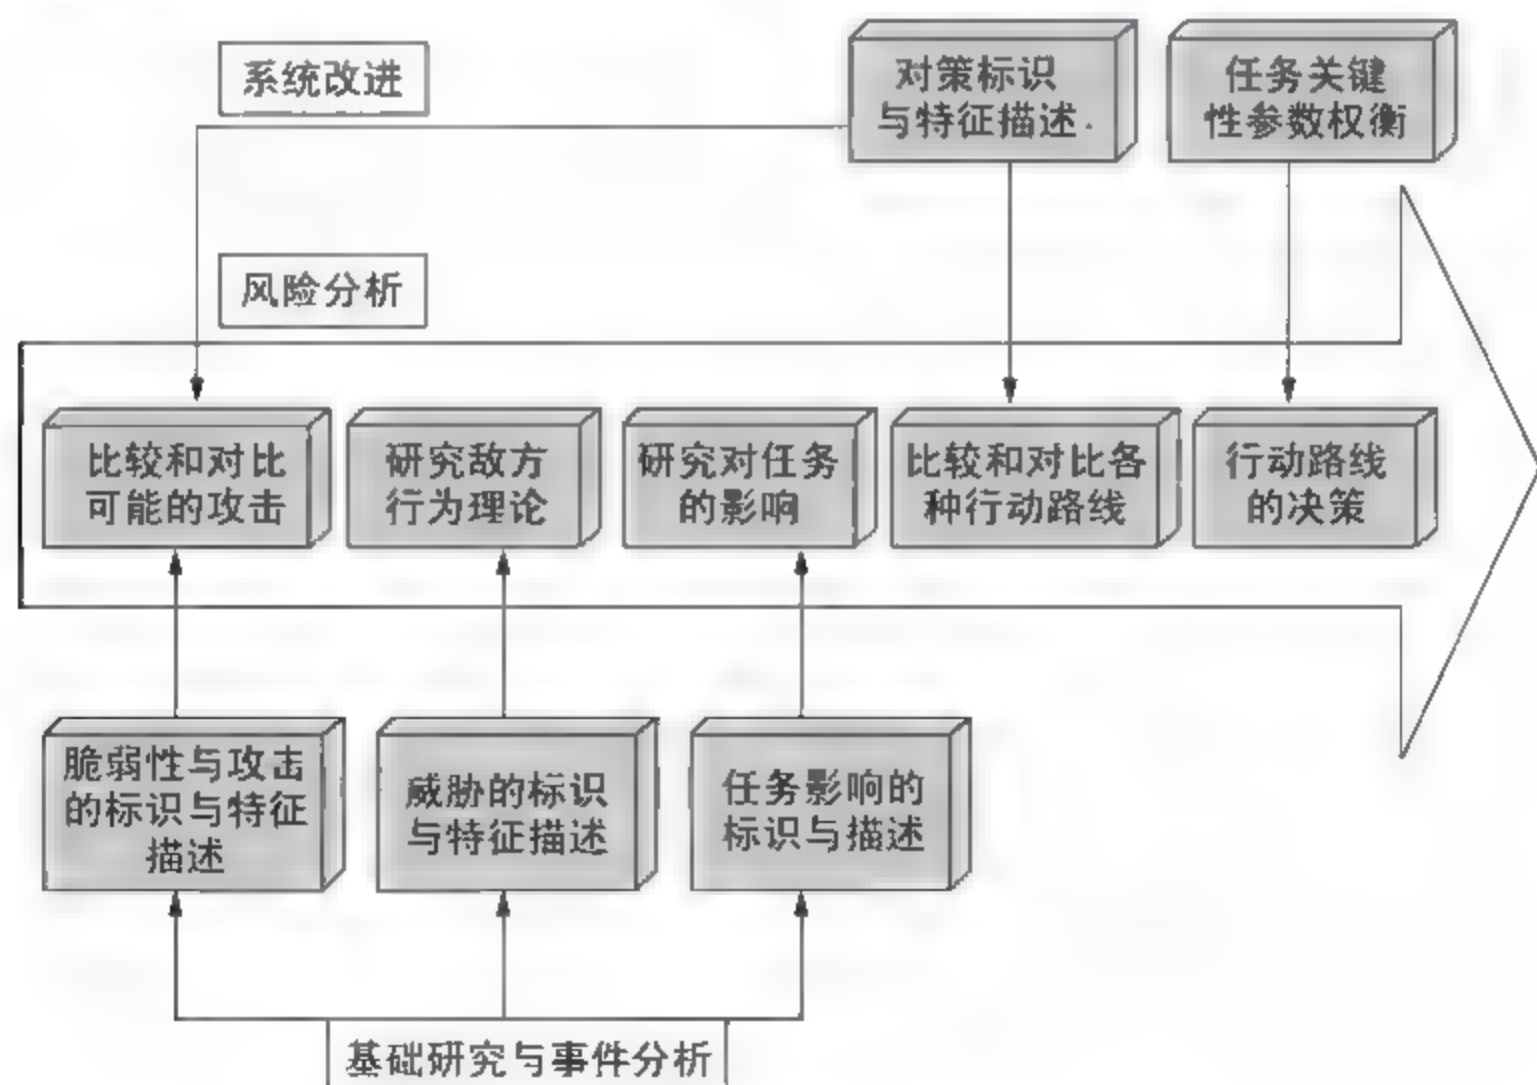 系统改进
对策标识
与特征描述
任务关键
性参数权衡
风险分析
比较和对比
可能的攻击
研究敌方
行为理论
研究对任务
的影响
比较和对比各
种行动路线
行动路线
的决策
脆弱性与攻击
的标识与特征
描述
威胁的标识
与特征描述
任务影响的
标识与描述
基础研究与事件分析